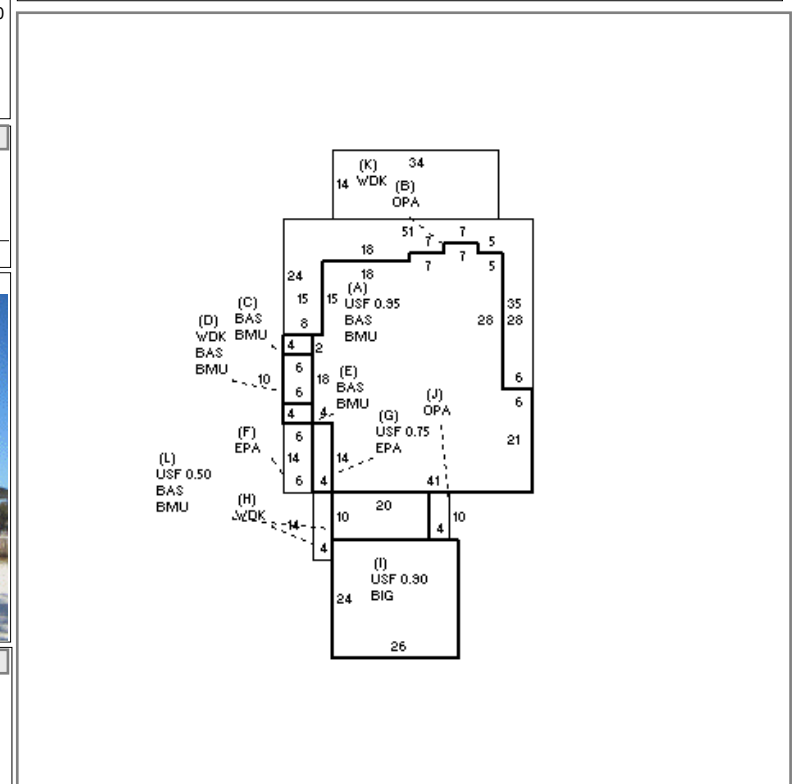 34
(K)
14 WDK
(B)
OPA
51
7
7
5
18
7
7
5
18
24
(A)
15
15
USF 0.95
BAS
BMU
(C)
BAS
BMU
8
35
28
28
(D)
WDK
BAS
BMU
4
2
6
10
18
(E)
BAS
BMU
6
6
6
(J)
OPA
4
4
(G)
USF 0.75
EPA
(F)
EPA
6
21
14
14
(L)
USF 0.50
BAS
BMU
6
4
41
(H)
WDK
20
10
10
14
4
4
(I)
USF 0.90
BIG
24
26